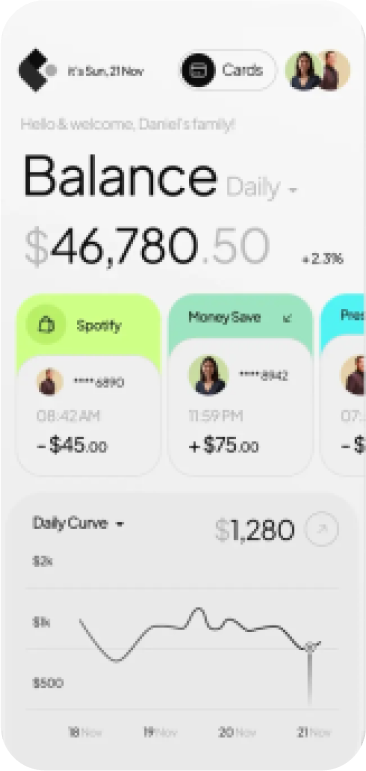 it's Sun, 21 Nov
Cards
Hello & welcome, Daniel's family!
Balance Daily
$46,780.50 +2.3%
Spotify
****6890
08:42 AM
- $45.00
Money Save
****8942
11:59 PM
+ $75.00
Pres
07:
- $
Daily Curve
$1,280
$2k
$1k
$500
18 Nov 19 Nov 20 Nov 21 Nov